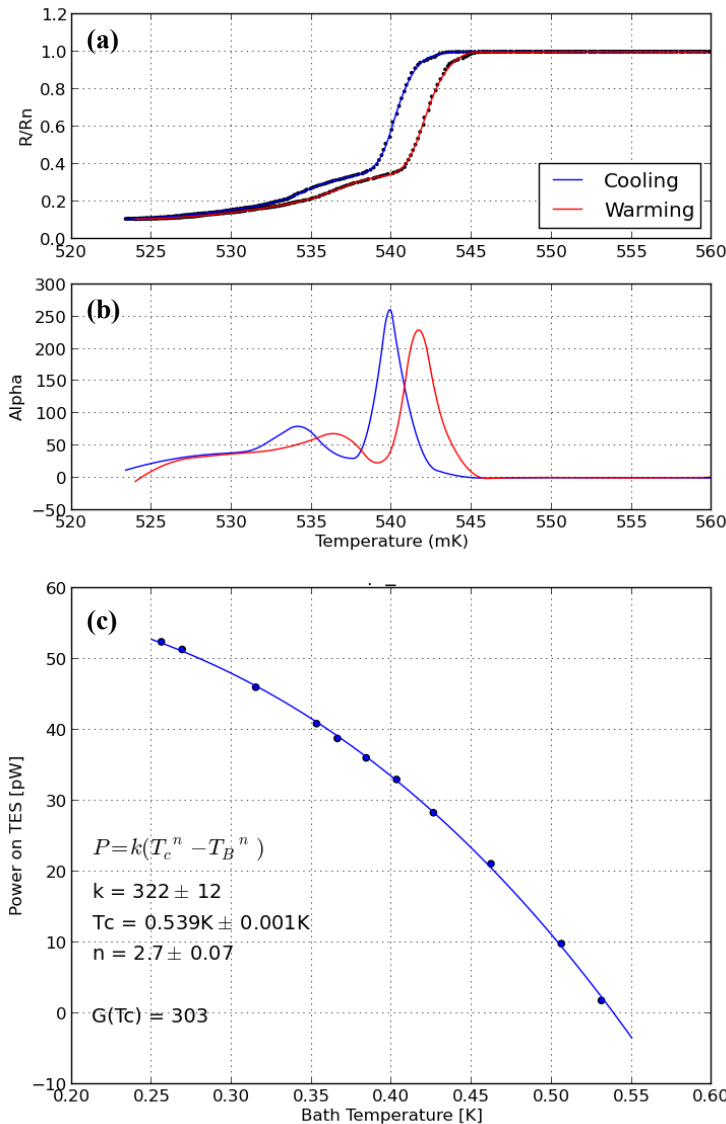 (a)
R/Rn
1.2
1.0
0.8
0.6
0.4
0.2
0.0
Cooling
Warming
520 525 530 535 540 545 550 555 560
(b)
Alpha
300
250
200
150
100
50
0
−50
520 525 530 535 540 545 550 555 560
Temperature (mK)
(c)
Power on TES [pW]
60
50
40
30
20
10
0
−10
P=k(T_c^n −T_B^n )
k = 322 ± 12
Tc = 0.539K ± 0.001K
n = 2.7 ± 0.07
G(Tc) = 303
0.20 0.25 0.30 0.35 0.40 0.45 0.50 0.55 0.60
Bath Temperature [K]